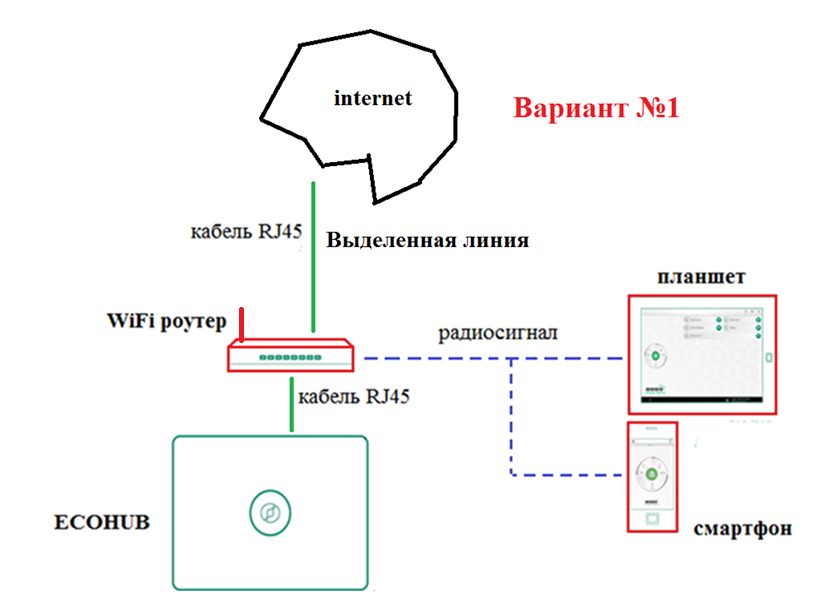 internet
Вариант №1
кабель RJ45
Выделенная линия
планшет
WiFi роутер
радиосигнал
кабель RJ45
ECOHUB
смартфон